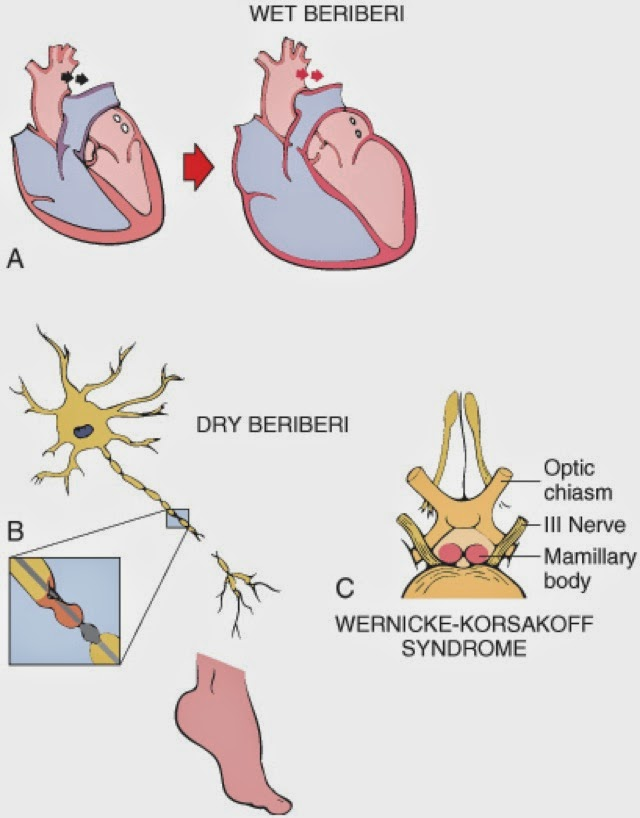 WET BERIBERI
A
DRY BERIBERI
B
Optic
chiasm
III Nerve
Mamillary
body
C
WERNICKE-KORSAKOFF
SYNDROME